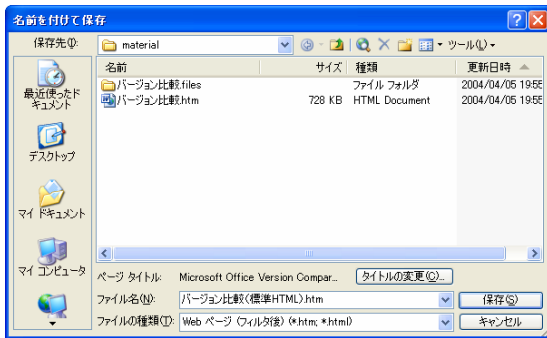 名前を付けて保存
保存先(I):
material
ツール(L)
名前 サイズ 種類 更新日時
バージョン比較.files ファイル フォルダ 2004/04/05 19:55
バージョン比較.htm 728 KB HTML Document 2004/04/05 19:55
最近使ったドキュメント
デスクトップ
マイ ドキュメント
マイ コンピュータ
ページ タイトル: Microsoft Office Version Compar... タイトルの変更(C)...
ファイル名(N): バージョン比較(標準HTML).htm 保存(S)
ファイルの種類(T): Web ページ (フィルタ後) (*.htm; *.html) キャンセル